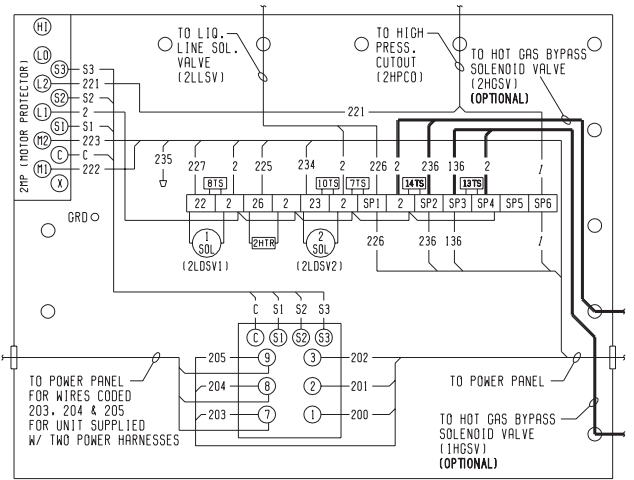 HI
LO
S3 S3
L2 221
S2 S2
L1 2
S1 S1
M2 223
C C
M1 222
X
2MP (MOTOR PROTECTOR)
GRD
TO LIQ.
LINE SOL.
VALVE
(2LLSV)
TO HIGH
PRESS.
CUTOUT
(2HPCO)
TO HOT GAS BYPASS
SOLENOID VALVE
(2HGSV)
(OPTIONAL)
221
235 227 2 225 234 2 226 2 236 136 2 1
8TS 10TS 7TS 14TS 13TS
22 2 26 2 23 2 SP1 2 SP2 SP3 SP4 SP5 SP6
1
SOL
(2LDSV1)
2HTR
2
SOL
(2LDSV2)
226 236 136 1
C S1 S2 S3
C S1 S2 S3
205 9 3 202
204 8 2 201
203 7 1 200
TO POWER PANEL
FOR WIRES CODED
203, 204 & 205
FOR UNIT SUPPLIED
W/ TWO POWER HARNESSES
TO POWER PANEL
TO HOT GAS BYPASS
SOLENOID VALVE
(1HGSV)
(OPTIONAL)